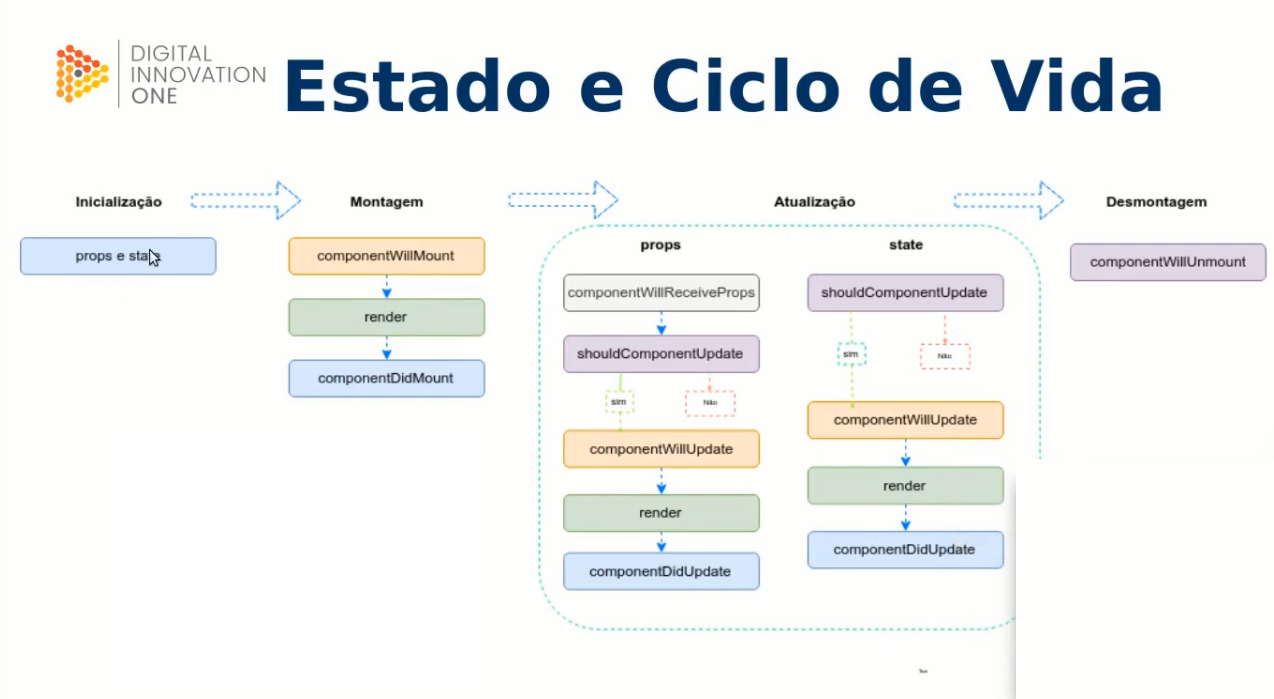 DIGITAL
INNOVATION
ONE
Estado e Ciclo de Vida
Inicialização
Montagem
Atualização
Desmontagem
props e state
componentWillMount
render
componentDidMount
props
state
componentWillReceiveProps
shouldComponentUpdate
sim
Não
componentWillUpdate
render
componentDidUpdate
shouldComponentUpdate
sim
Não
componentWillUpdate
render
componentDidUpdate
componentWillUnmount